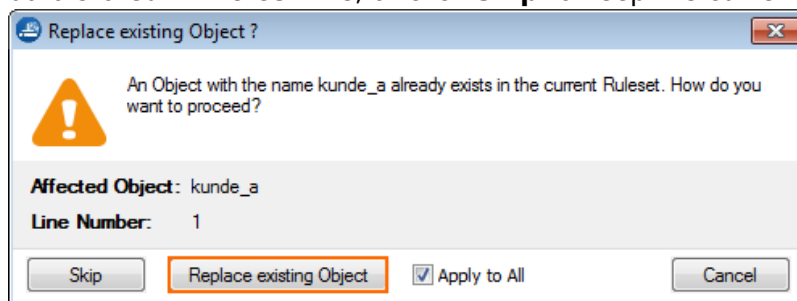 Replace existing Object ?
An Object with the name kunde_a already exists in the current Ruleset. How do you
want to proceed?
Affected Object: kunde_a
Line Number: 1
Skip Replace existing Object Apply to All Cancel